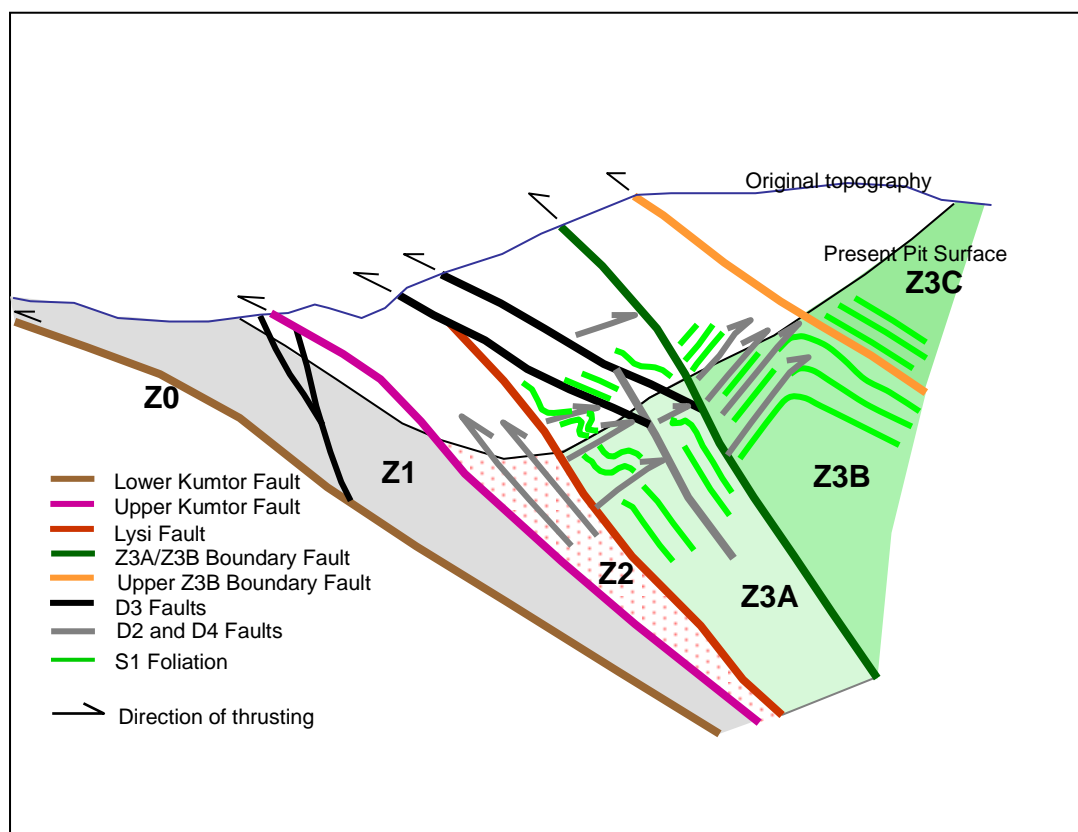 Original topography
Present Pit Surface
Z3C
Z0
Z1
Z3B
Z2
Z3A
Lower Kumtor Fault
Upper Kumtor Fault
Lysi Fault
Z3A/Z3B Boundary Fault
Upper Z3B Boundary Fault
D3 Faults
D2 and D4 Faults
S1 Foliation
Direction of thrusting